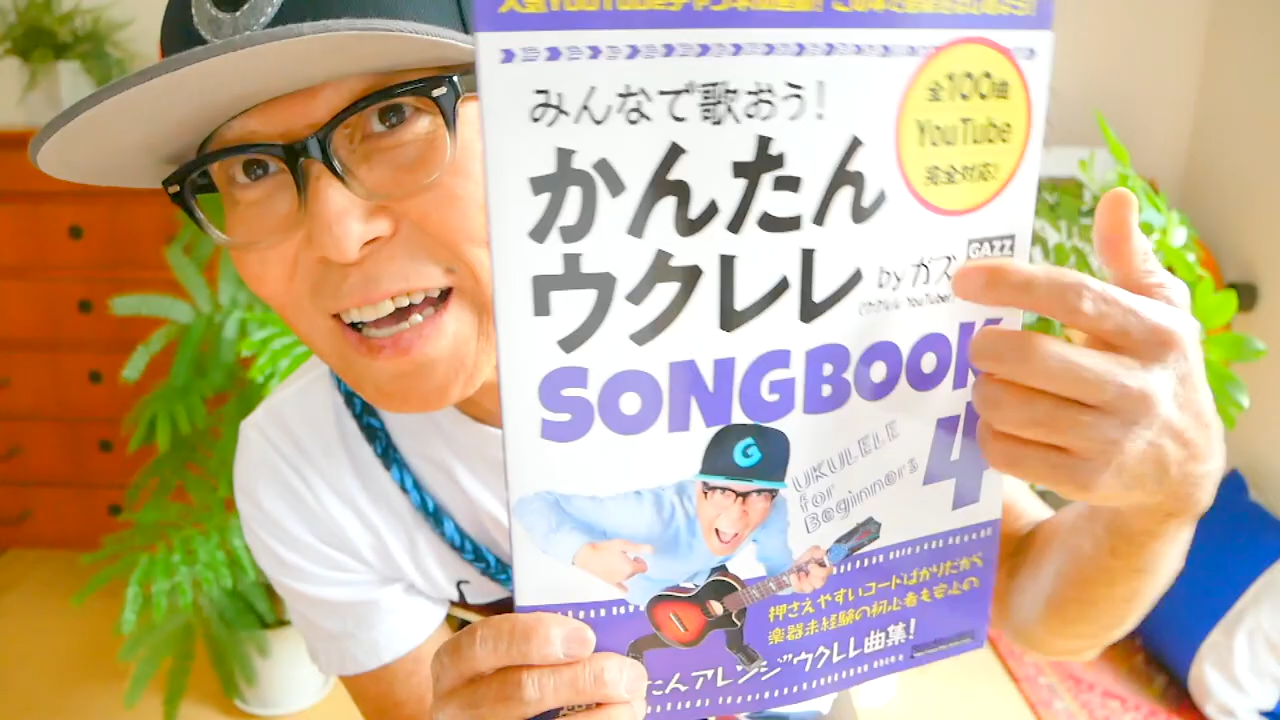 みんなで歌おう!
全100曲
YouTube
完全対応!
かんたん
ウクレレ
by ガズ
GAZZ
SONGBOOK
4
UKULELE
for
Beginners
G
押さえやすいコードばかりだから
楽器未経験の初心者も安心の
たんアレンジ ウクレレ曲集!